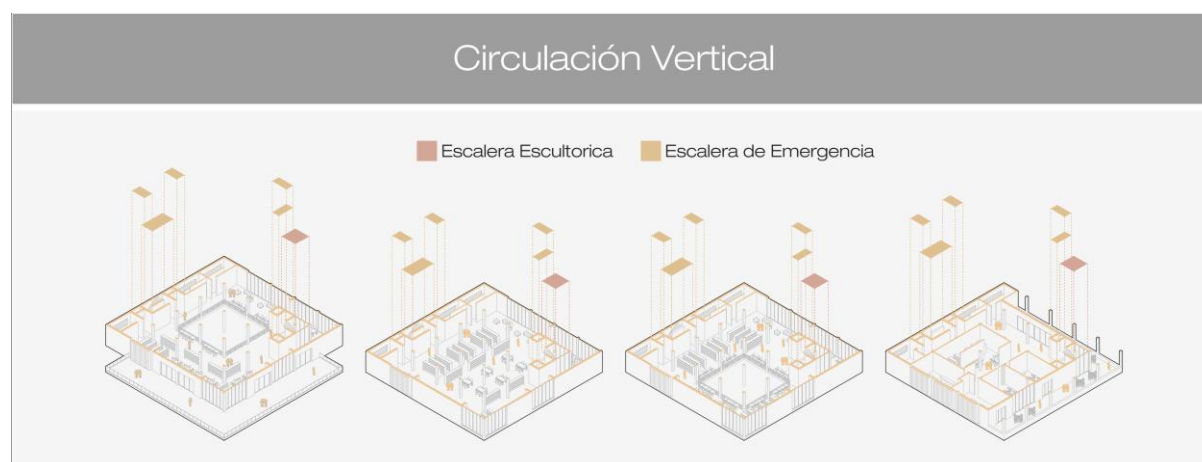 Circulación Vertical
Escalera Escultorica Escalera de Emergencia